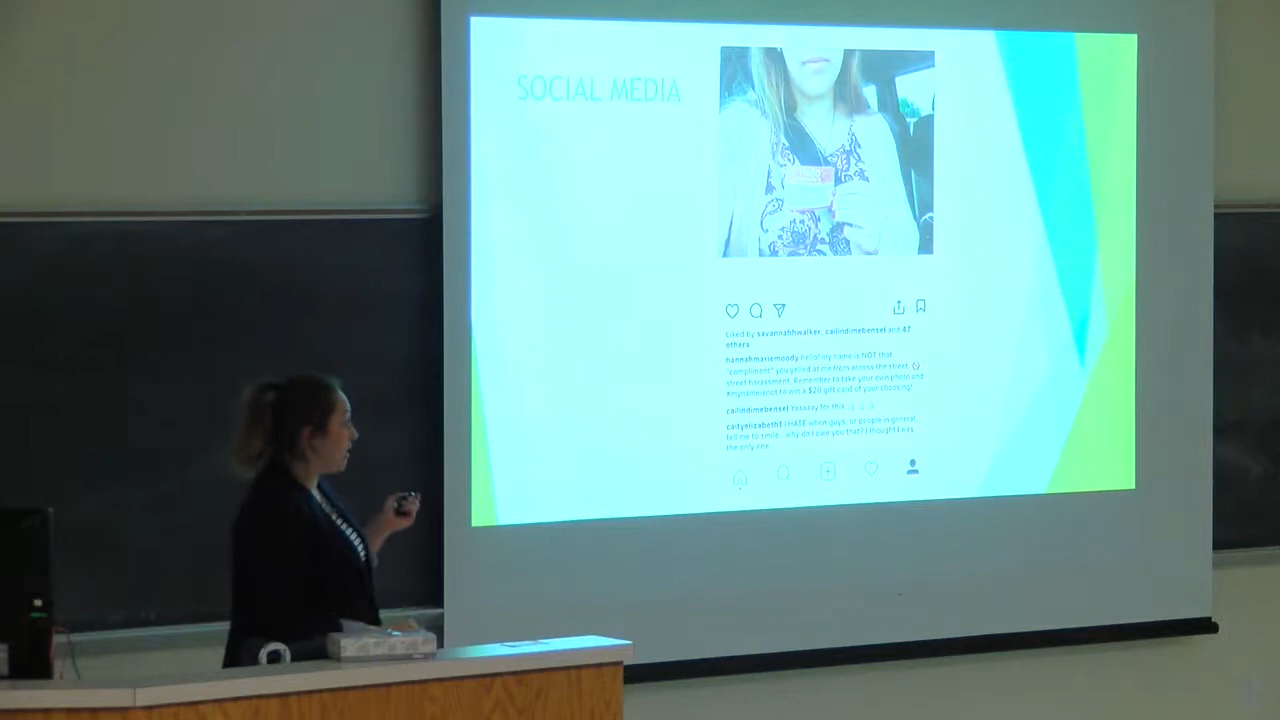 SOCIAL MEDIA
Liked by savannahhwalker, cailindimebensel and 47
others
hannahmariemoody hello! my name is NOT that
"compliment" you yelled at me from across the street. 🚫
street harassment. Remember to take your own photo and
#mynameisnot to win a $20 gift card of your choosing!
cailindimebensel Yaasssy for this
caityelizabeth1 I HATE when guys, or people in general,
tell me to smile.. why do I owe you that? I thought I was
the only one